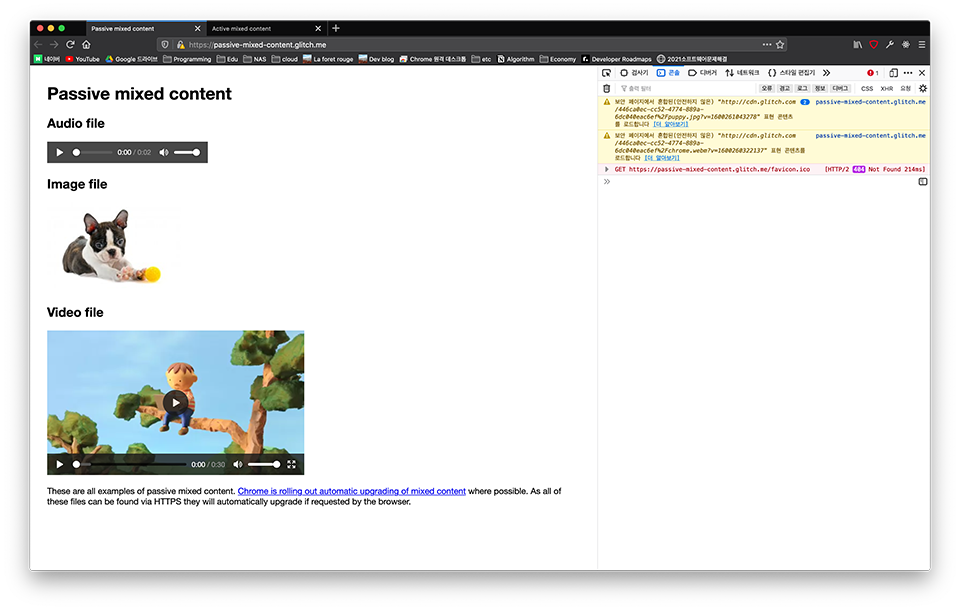 Passive mixed content
Active mixed content
https://passive-mixed-content.glitch.me
네이버 YouTube Google 드라이브 Programming Edu NAS cloud La foret rouge Dev blog Chrome 원격 데스크톱 etc Algorithm Economy Developer Roadmaps 2021소프트웨어문제해결
Passive mixed content
Audio file
0:00 / 0:02
Image file
Video file
0:00 / 0:30
These are all examples of passive mixed content. Chrome is rolling out automatic upgrading of mixed content where possible. As all of
these files can be found via HTTPS they will automatically upgrade if requested by the browser.
검사기 콘솔 디버거 네트워크 스타일 편집기 1
출력 필터 오류 경고 로그 정보 디버그 CSS XHR 요청
보안 페이지에서 혼합된(안전하지 않은) "http://cdn.glitch.com 2 passive-mixed-content.glitch.me
/446ca0ec-cc52-4774-889a-
6dc040eac6ef%2Fpuppy.jpg?v=1600261043278" 표현 콘텐츠
를 로드합니다 [더 알아보기]
보안 페이지에서 혼합된(안전하지 않은) "http://cdn.glitch.com passive-mixed-content.glitch.me
/446ca0ec-cc52-4774-889a-
6dc040eac6ef%2Fchrome.webm?v=1600260322137" 표현 콘텐츠를
로드합니다 [더 알아보기]
GET https://passive-mixed-content.glitch.me/favicon.ico [HTTP/2 404 Not Found 214ms]